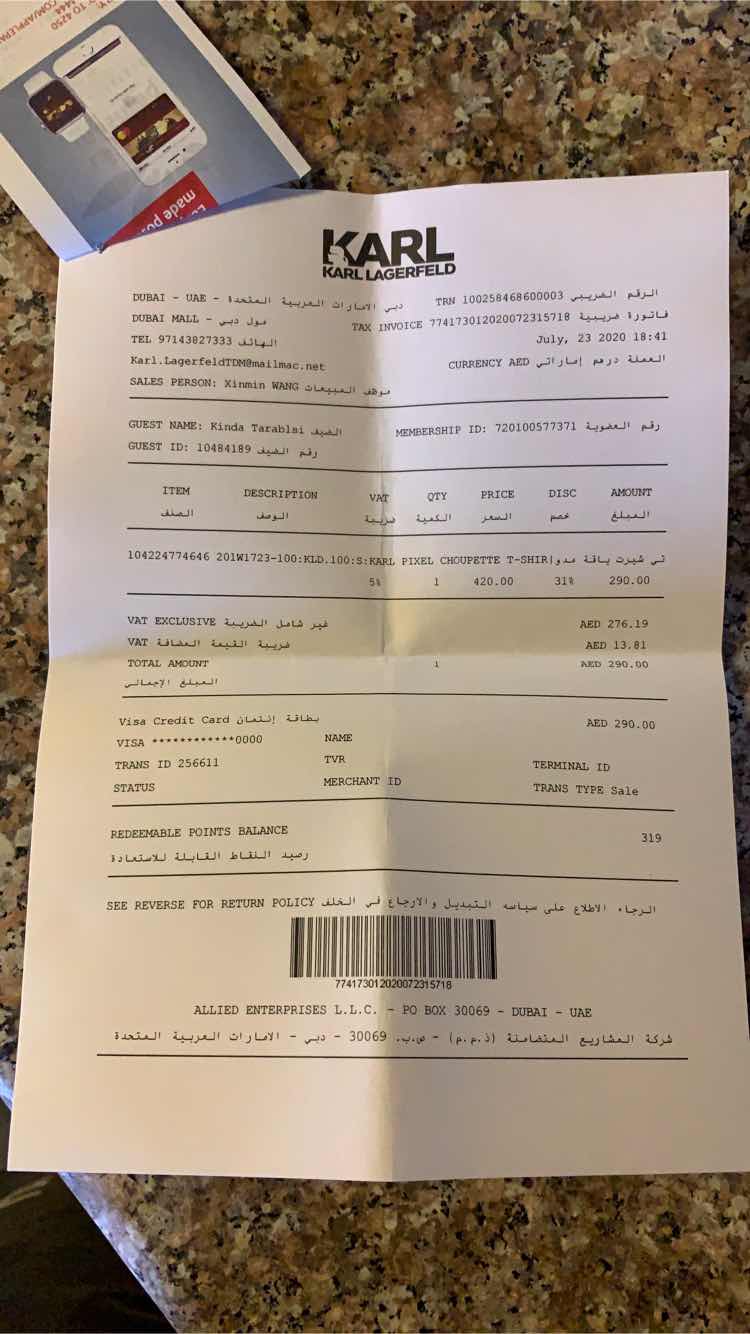 TO 4250
made po
KARL
KARL LAGERFELD
DUBAI - UAE - دبي الامارات العربية المتحدة TRN 100258468600003 الرقم الضريبي
DUBAI MALL - مول دبي TAX INVOICE 774173012020072315718 فاتورة ضريبية
TEL 97143827333 الهاتف July, 23 2020 18:41
Karl.LagerfeldTDM@mailmac.net CURRENCY AED العملة درهم إماراتي
SALES PERSON: Xinmin WANG موظف المبيعات
GUEST NAME: Kinda Tarablsi الضيف MEMBERSHIP ID: 720100577371 رقم العضوية
GUEST ID: 10484189 رقم الضيف
ITEM DESCRIPTION VAT QTY PRICE DISC AMOUNT
الصنف الوصف ضريبة الكمية السعر خصم المبلغ
104224774646 201W1723-100:KLD.100:S:KARL PIXEL CHOUPETTE T-SHIR|تي شيرت ياقة مدو
5% 1 420.00 31% 290.00
VAT EXCLUSIVE غير شامل الضريبة AED 276.19
VAT ضريبة القيمة المضافة AED 13.81
TOTAL AMOUNT 1 AED 290.00
المبلغ الإجمالي
Visa Credit Card بطاقة إئتمان AED 290.00
VISA ************0000 NAME
TRANS ID 256611 TVR TERMINAL ID
STATUS MERCHANT ID TRANS TYPE Sale
REDEEMABLE POINTS BALANCE 319
رصيد النقاط القابلة للاستعادة
SEE REVERSE FOR RETURN POLICY الرجاء الاطلاع على سياسه التبديل والارجاع في الخلف
774173012020072315718
ALLIED ENTERPRISES L.L.C. - PO BOX 30069 - DUBAI - UAE
شركة المشاريع المتضامنة (ذ.م.م) - ص.ب. 30069 - دبي - الامارات العربية المتحدة